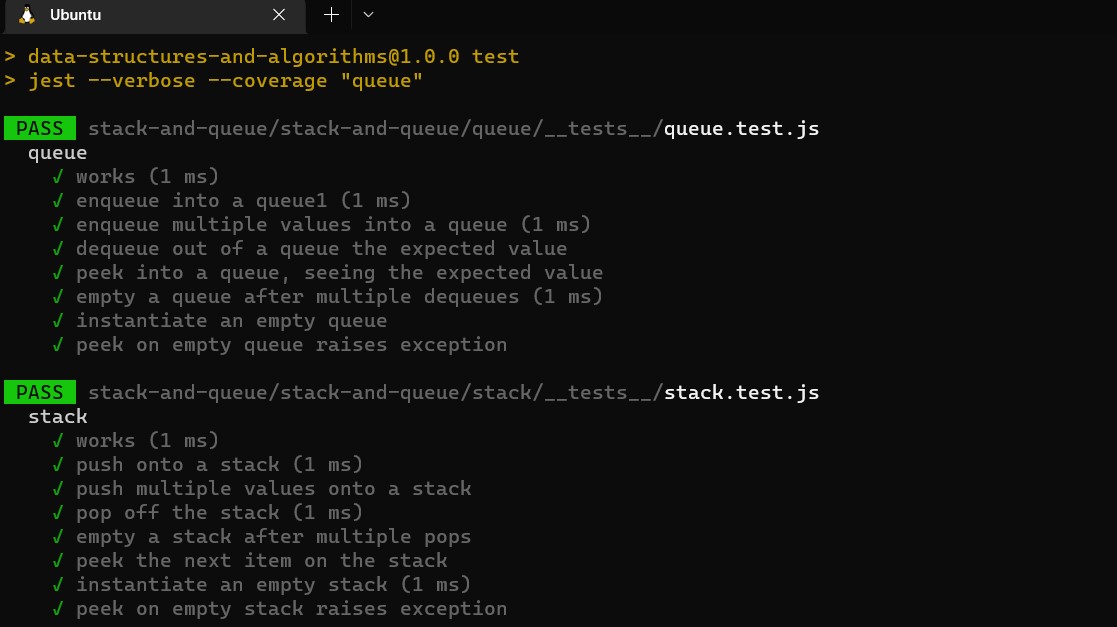 Ubuntu
> data-structures-and-algorithms@1.0.0 test
> jest --verbose --coverage "queue"
PASS stack-and-queue/stack-and-queue/queue/__tests__/queue.test.js
queue
√ works (1 ms)
√ enqueue into a queue1 (1 ms)
√ enqueue multiple values into a queue (1 ms)
√ dequeue out of a queue the expected value
√ peek into a queue, seeing the expected value
√ empty a queue after multiple dequeues (1 ms)
√ instantiate an empty queue
√ peek on empty queue raises exception
PASS stack-and-queue/stack-and-queue/stack/__tests__/stack.test.js
stack
√ works (1 ms)
√ push onto a stack (1 ms)
√ push multiple values onto a stack
√ pop off the stack (1 ms)
√ empty a stack after multiple pops
√ peek the next item on the stack
√ instantiate an empty stack (1 ms)
√ peek on empty stack raises exception